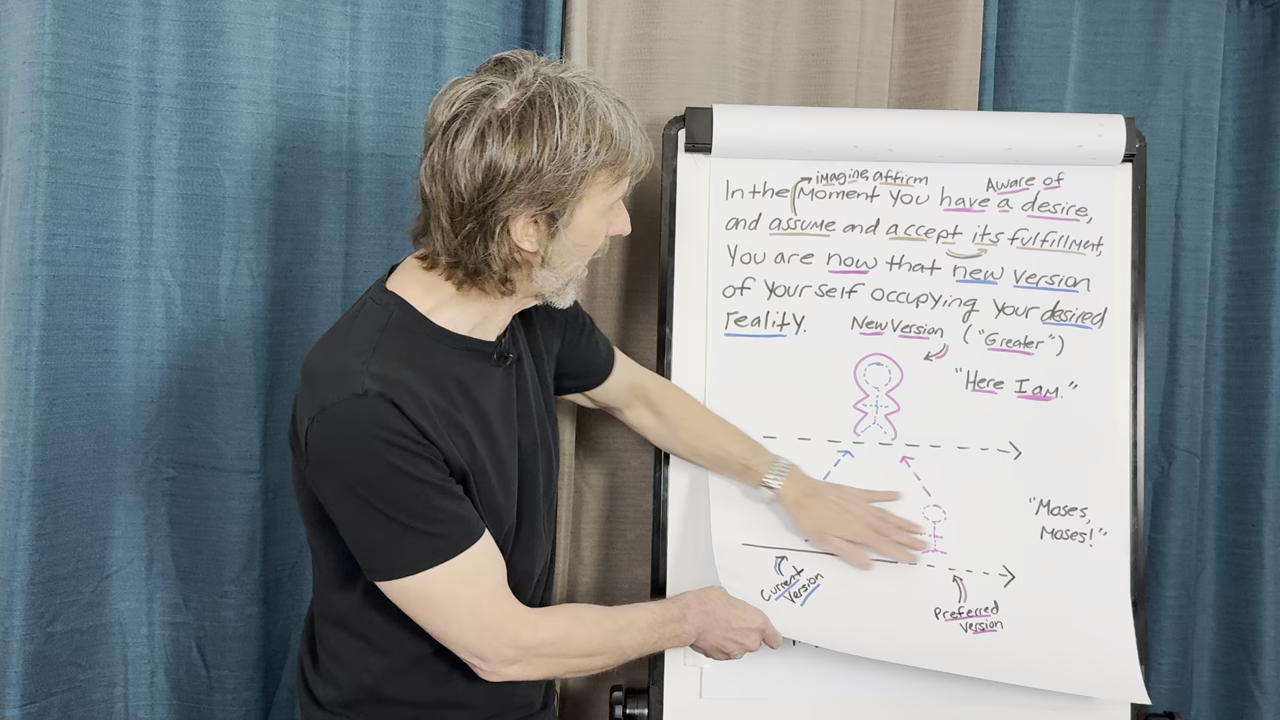 imagine, affirm
Aware of
In the Moment you have a desire,
and assume and accept its fulfillment,
You are now that new version
of yourself occupying your desired
reality.
New Version
("Greater")
"Here I am."
"Moses,
Moses!"
Current
Version
Preferred
Version